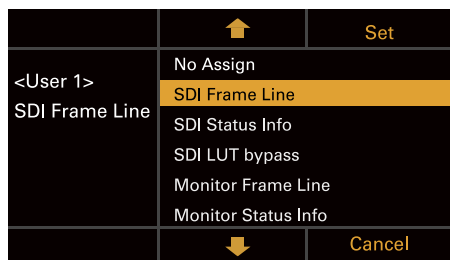 Set
<User 1>
SDI Frame Line
No Assign
SDI Frame Line
SDI Status Info
SDI LUT bypass
Monitor Frame Line
Monitor Status Info
Cancel